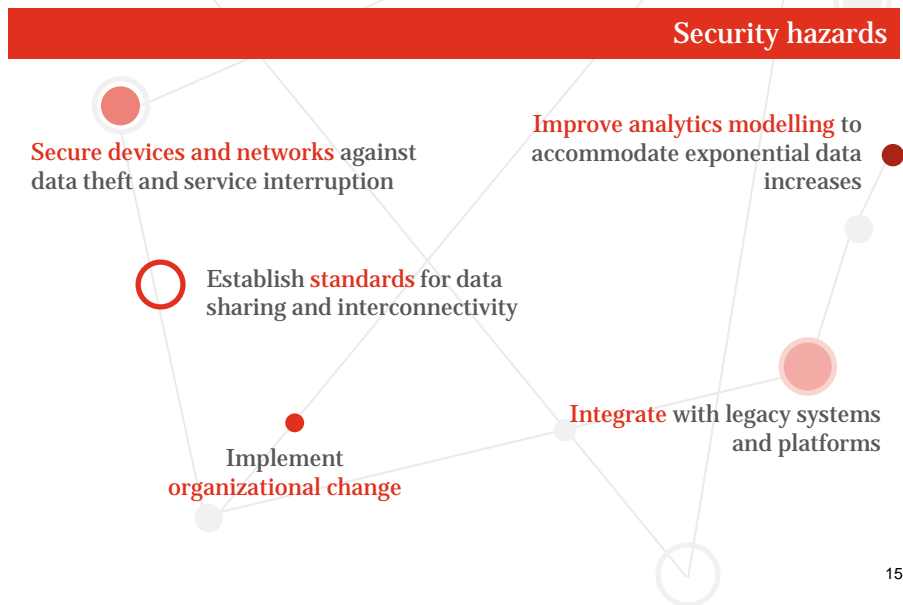 Security hazards
Secure devices and networks against
data theft and service interruption
Improve analytics modelling to
accommodate exponential data
increases
Establish standards for data
sharing and interconnectivity
Integrate with legacy systems
and platforms
Implement
organizational change
15